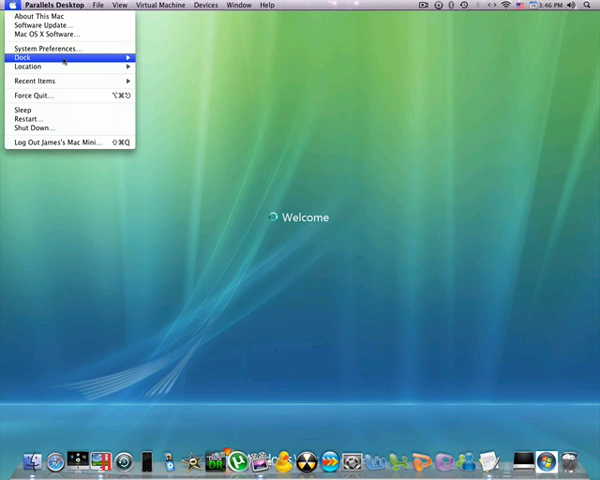 Parallels Desktop File View Virtual Machine Devices Window Help 3:46 PM
About This Mac
Software Update...
Mac OS X Software...
System Preferences...
Dock
Location
Recent Items
Force Quit... ⌥⌘⎋
Sleep
Restart...
Shut Down...
Log Out James's Mac Mini... ⇧⌘Q
Welcome